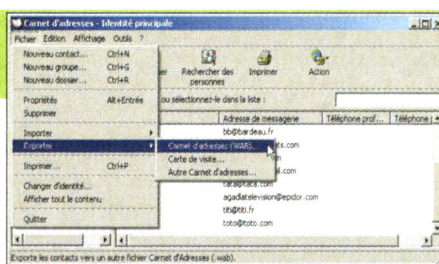 Carnet d'adresses - Identité principale
Fichier Edition Affichage Outils ?
Nouveau contact... Ctrl+N
Nouveau groupe... Ctrl+G
Nouveau dossier... Ctrl+R
Propriétés Alt+Entrée
Supprimer
Importer
Exporter
Imprimer... Ctrl+P
Changer d'identité...
Afficher tout le contenu
Quitter
Rechercher des personnes
Imprimer
Action
ou sélectionnez-le dans la liste :
Adresse de messagerie Téléphone prof... Téléphone
bb@bardeau.fr
Carnet d'adresses (WAB)...
Carte de visite...
Autre Carnet d'adresses...
tata@tata.com
agadlatelevision@epidor.com
titi@titi.fr
toto@toto.com
Exporte les contacts vers un autre fichier Carnet d'Adresses (.wab).